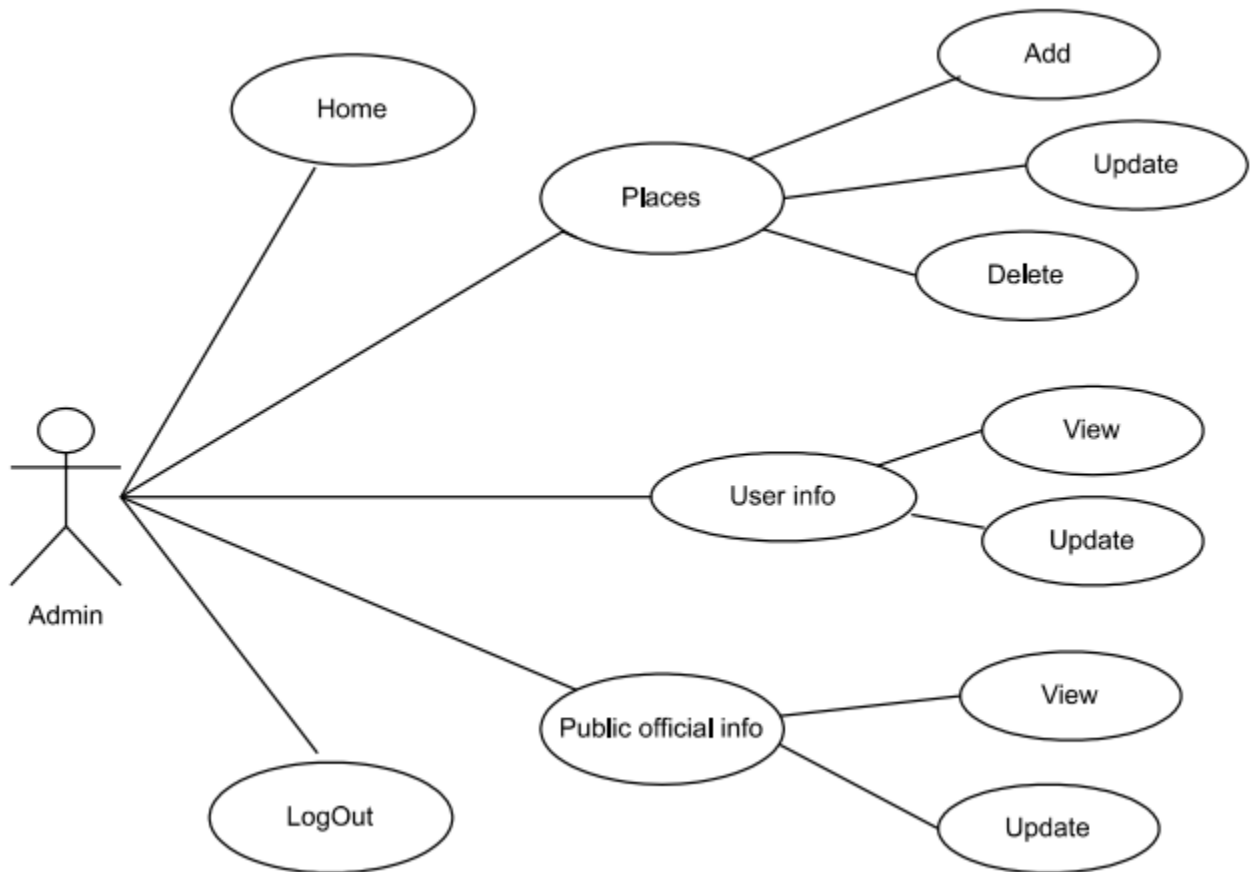 Add
Home
Update
Places
Delete
View
User info
Update
Admin
View
Public official info
LogOut
Update